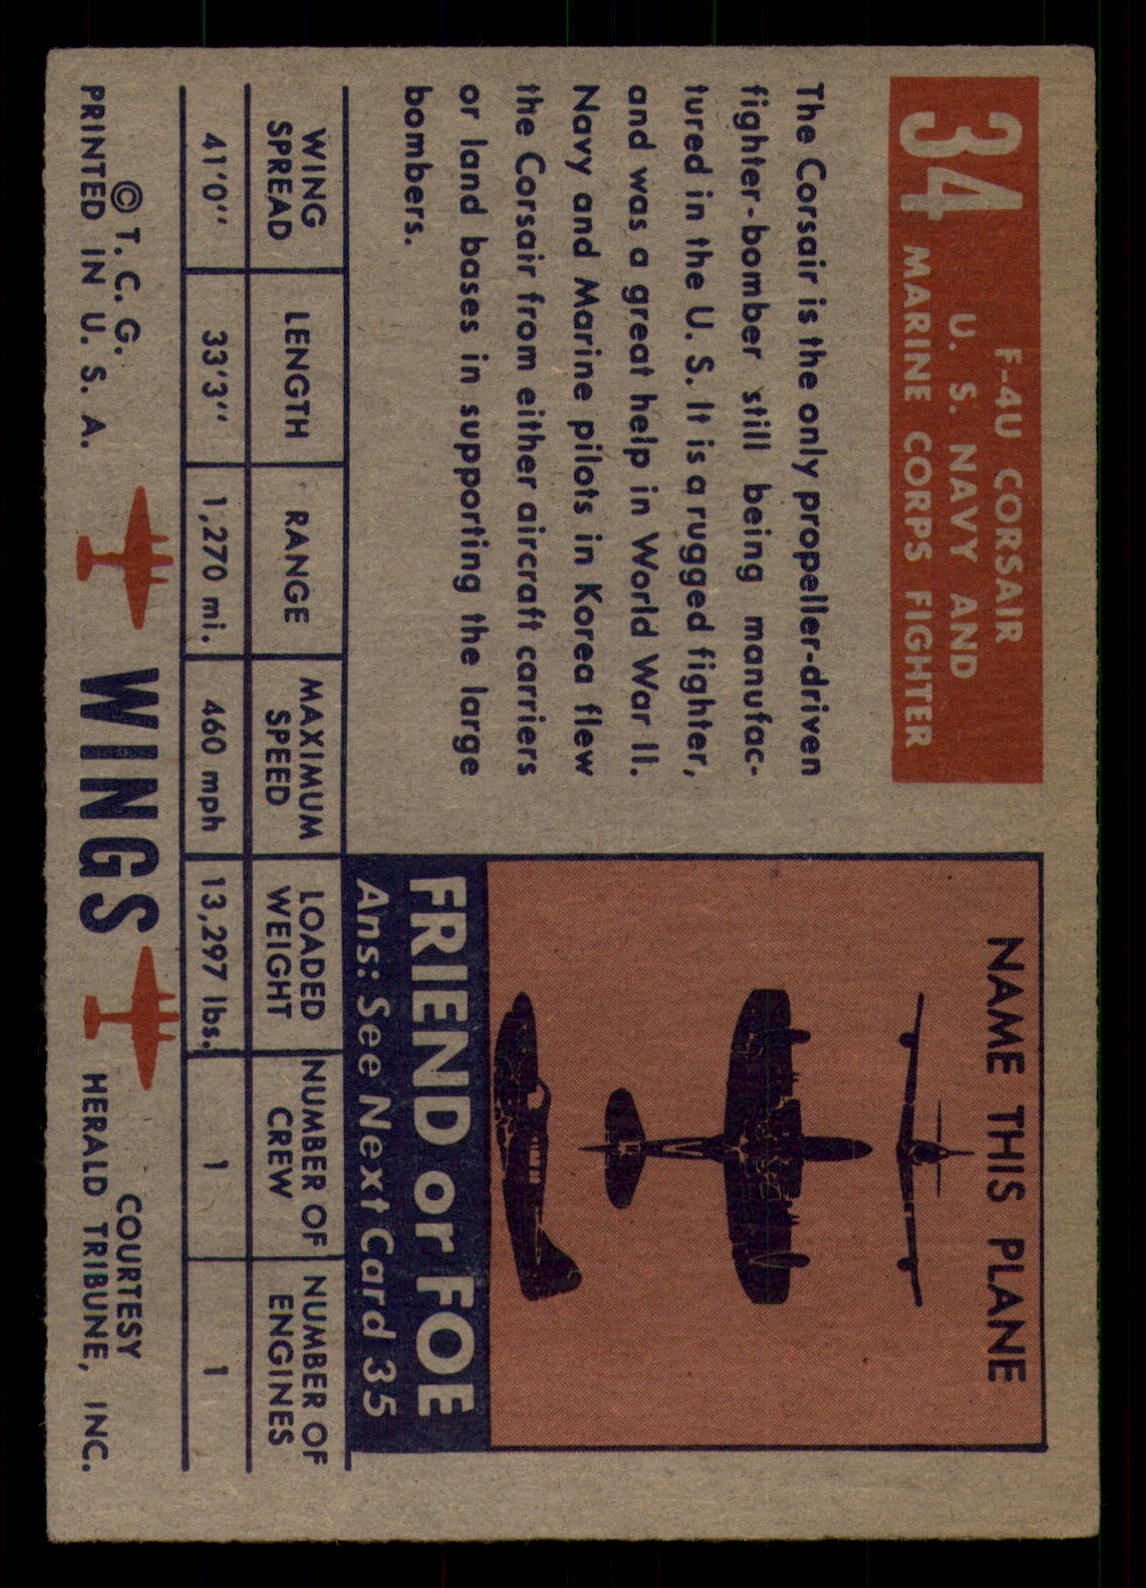 34
F-4U CORSAIR
U. S. NAVY AND
MARINE CORPS FIGHTER
The Corsair is the only propeller-driven
fighter-bomber still being manufac-
tured in the U. S. It is a rugged fighter,
and was a great help in World War II.
Navy and Marine pilots in Korea flew
the Corsair from either aircraft carriers
or land bases in supporting the large
bombers.
NAME THIS PLANE
FRIEND or FOE
Ans: See Next Card 35
WING SPREAD LENGTH RANGE MAXIMUM SPEED LOADED WEIGHT NUMBER OF CREW NUMBER OF ENGINES
41'0" 33'3" 1,270 mi. 460 mph 13,297 lbs. 1 1
© T. C. G.
PRINTED IN U. S. A.
WINGS
COURTESY
HERALD TRIBUNE, INC.